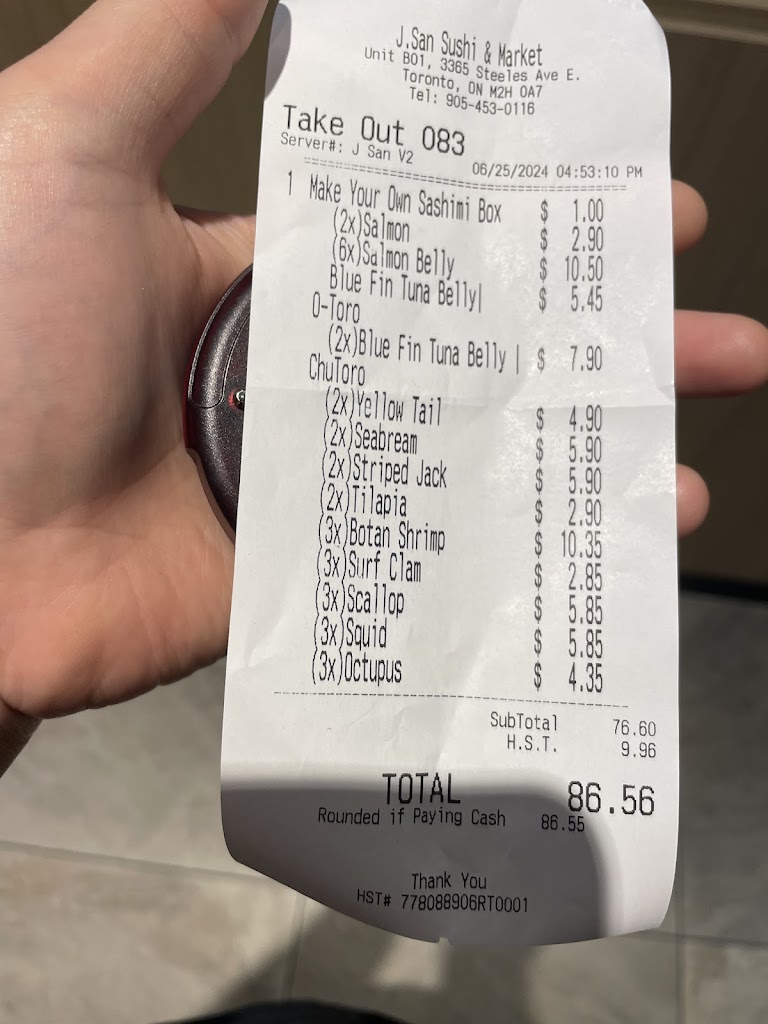 J.San Sushi & Market
Unit B01, 3365 Steeles Ave E.
Toronto, ON M2H 0A7
Tel: 905-453-0116
Take Out 083
Server#: J San V2
06/25/2024 04:53:10 PM
1 Make Your Own Sashimi Box $ 1.00
(2x)Salmon $ 2.90
(6x)Salmon Belly $ 10.50
Blue Fin Tuna Belly| $ 5.45
O-Toro
(2x)Blue Fin Tuna Belly | $ 7.90
ChuToro
(2x)Yellow Tail $ 4.90
(2x)Seabream $ 5.90
(2x)Striped Jack $ 5.90
(2x)Tilapia $ 2.90
(3x)Botan Shrimp $ 10.35
(3x)Surf Clam $ 2.85
(3x)Scallop $ 5.85
(3x)Squid $ 5.85
(3x)Octupus $ 4.35
SubTotal 76.60
H.S.T. 9.96
TOTAL 86.56
Rounded if Paying Cash 86.55
Thank You
HST# 778088906RT0001